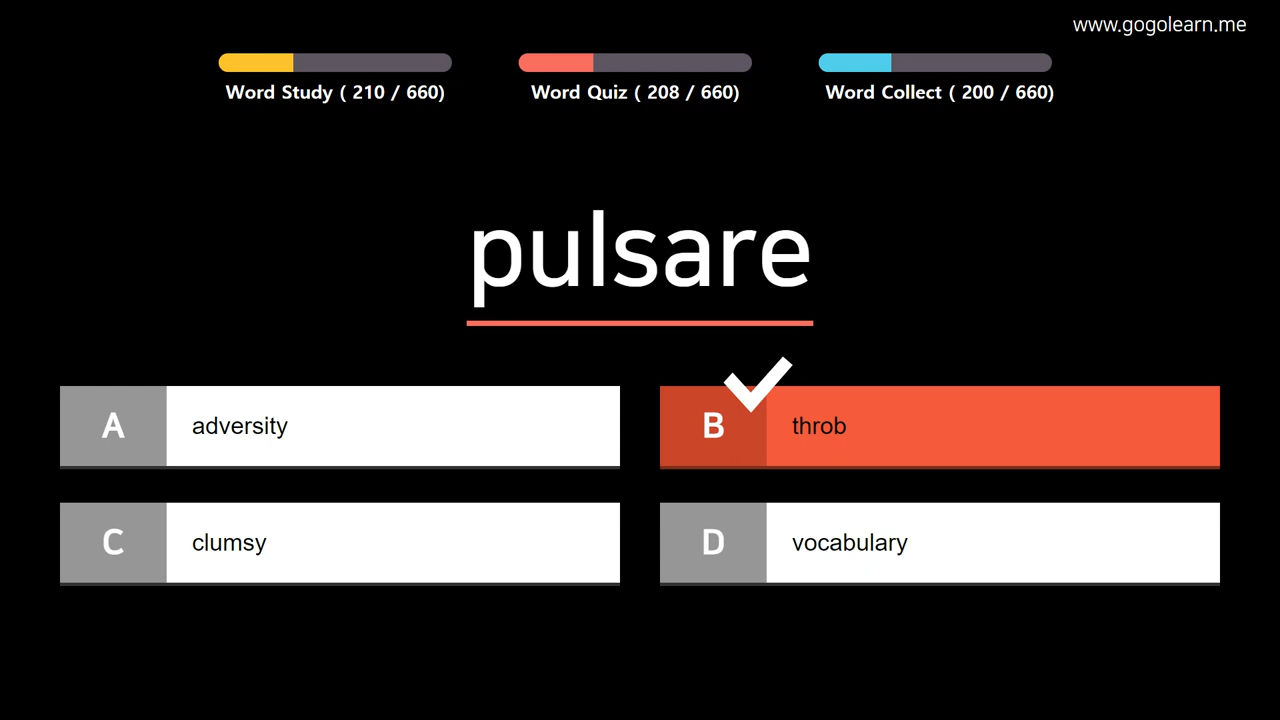 www.gogolearn.me
Word Study ( 210 / 660)
Word Quiz ( 208 / 660)
Word Collect ( 200 / 660)
pulsare
A adversity
B throb
C clumsy
D vocabulary